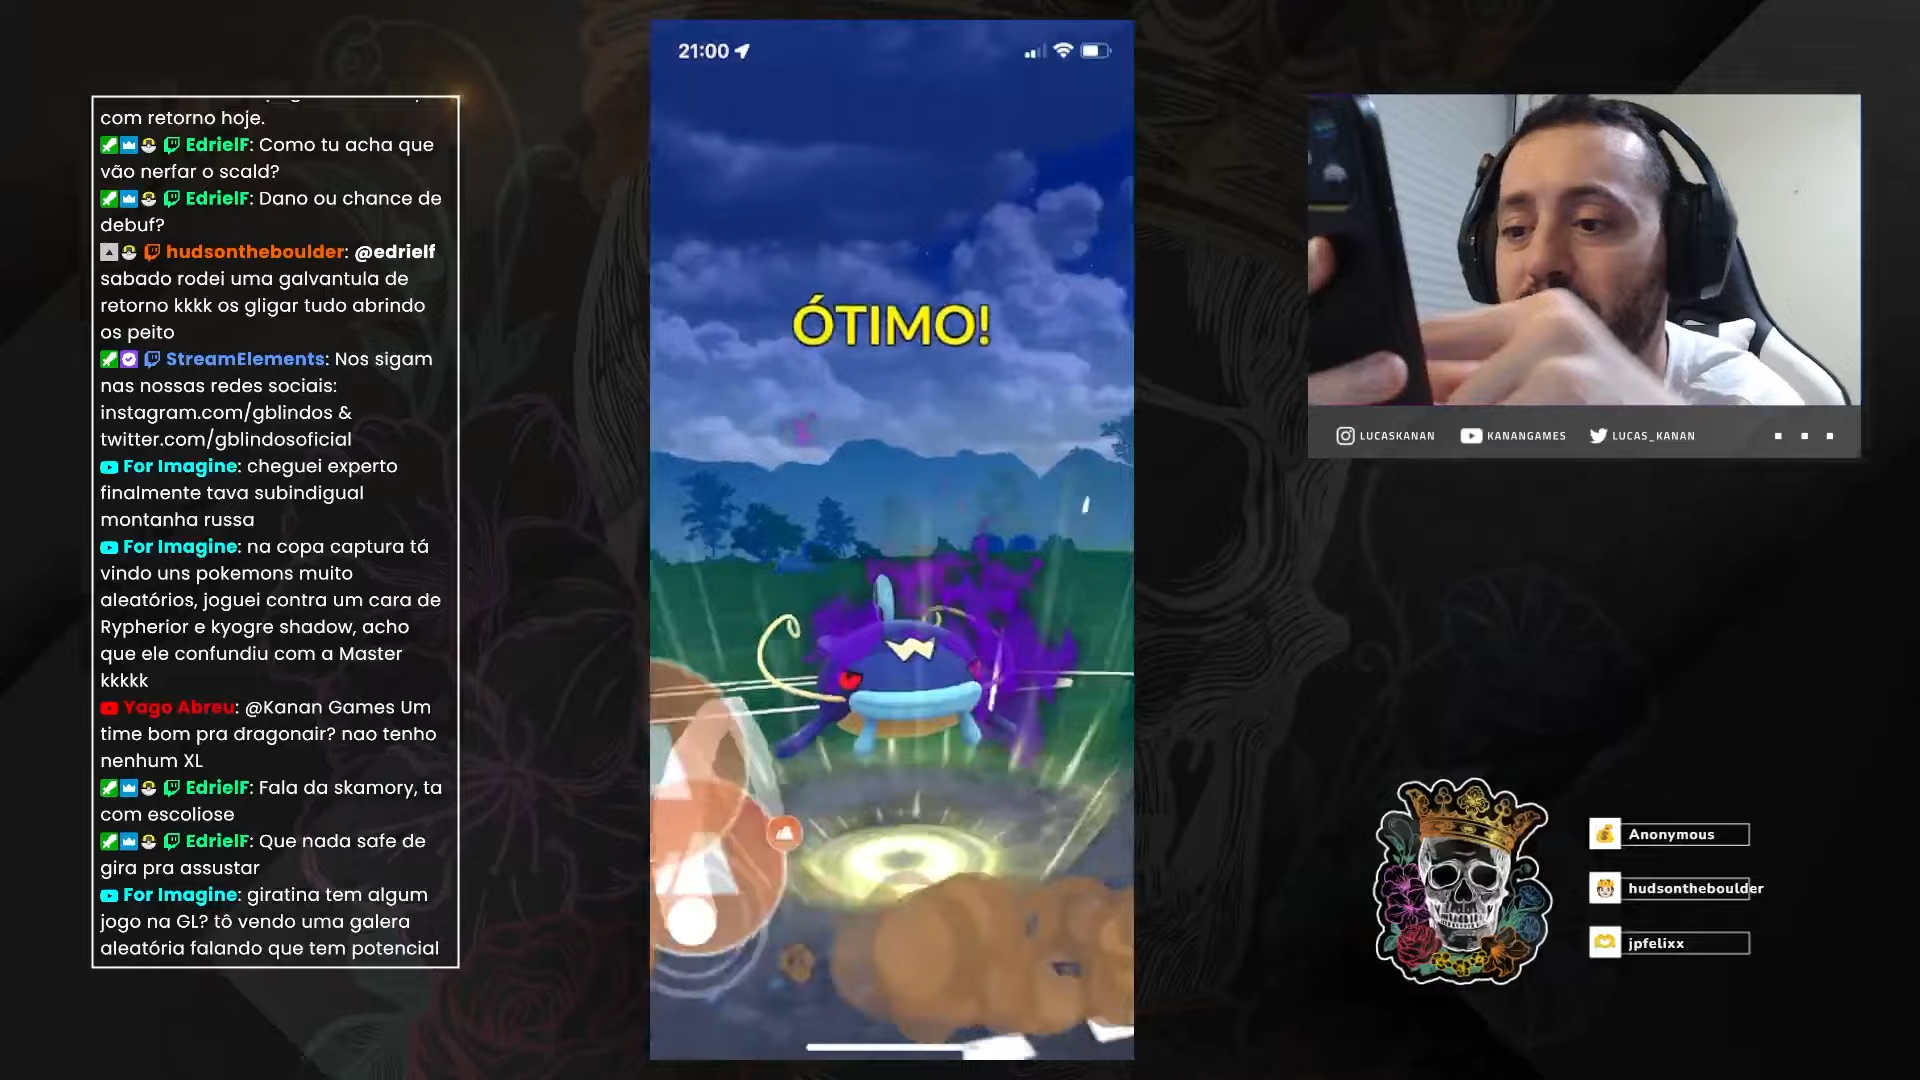 com retorno hoje.
EdrielF: Como tu acha que
vão nerfar o scald?
EdrielF: Dano ou chance de
debuf?
hudsontheboulder: @edrielf
sabado rodei uma galvantula de
retorno kkkk os gligar tudo abrindo
os peito
StreamElements: Nos sigam
nas nossas redes sociais:
instagram.com/gblindos &
twitter.com/gblindosoficial
For Imagine: cheguei experto
finalmente tava subindigual
montanha russa
For Imagine: na copa captura tá
vindo uns pokemons muito
aleatórios, joguei contra um cara de
Rypherior e kyogre shadow, acho
que ele confundiu com a Master
kkkkk
Yago Abreu: @Kanan Games Um
time bom pra dragonair? nao tenho
nenhum XL
EdrielF: Fala da skamory, ta
com escoliose
EdrielF: Que nada safe de
gira pra assustar
For Imagine: giratina tem algum
jogo na GL? tô vendo uma galera
aleatória falando que tem potencial
21:00
ÓTIMO!
LUCASKANAN
KANANGAMES
LUCAS_KANAN
Anonymous
hudsontheboulder
jpfelixx